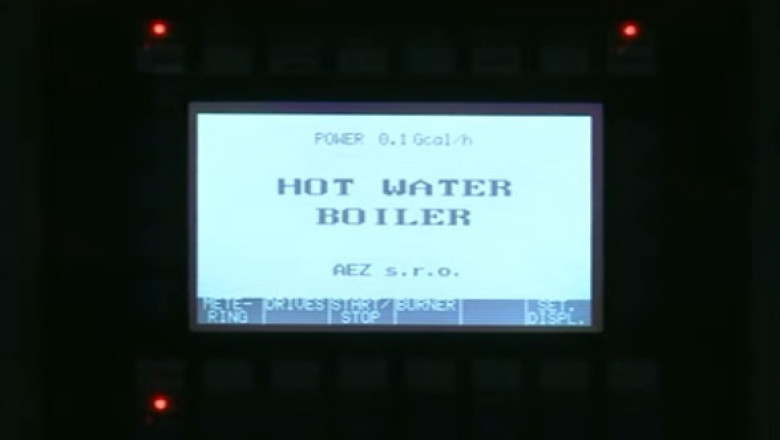 POWER 0.1 Gcal/h
HOT WATER
BOILER
AEZ s.r.o.
METE- DRIVES START/ BURNER SET.
RING STOP DISPL.